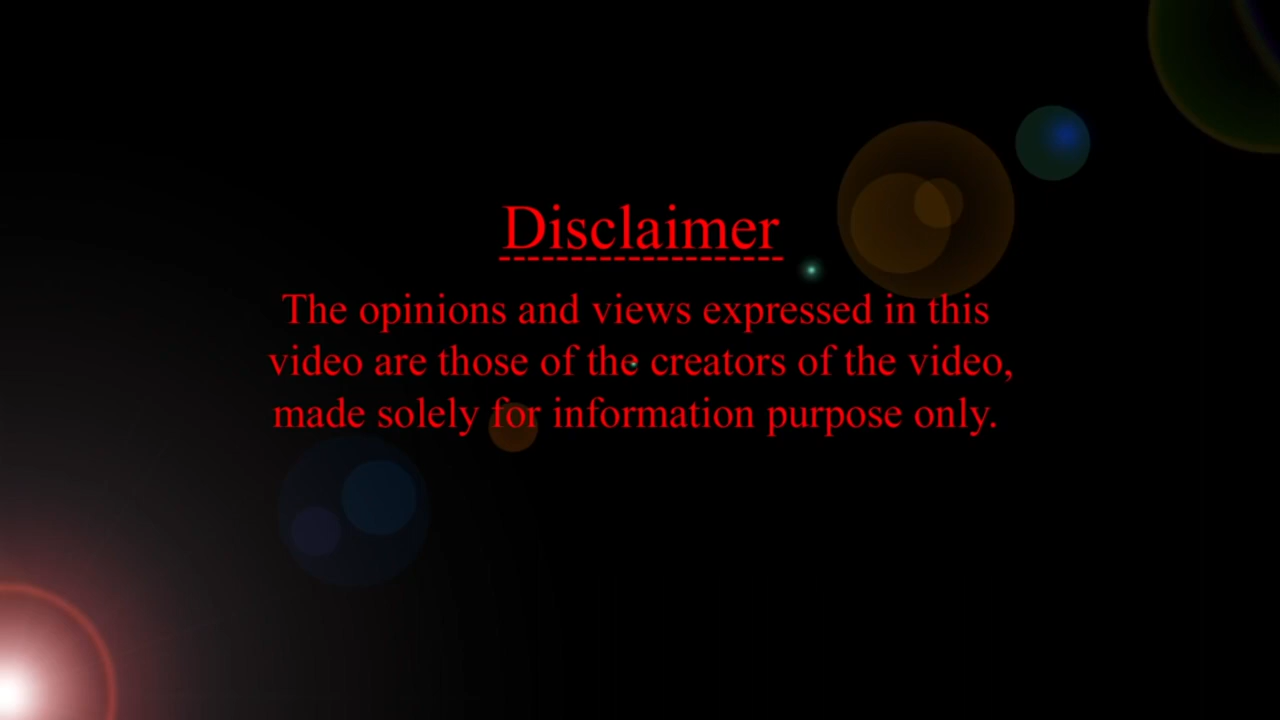 Disclaimer
The opinions and views expressed in this
video are those of the creators of the video,
made solely for information purpose only.